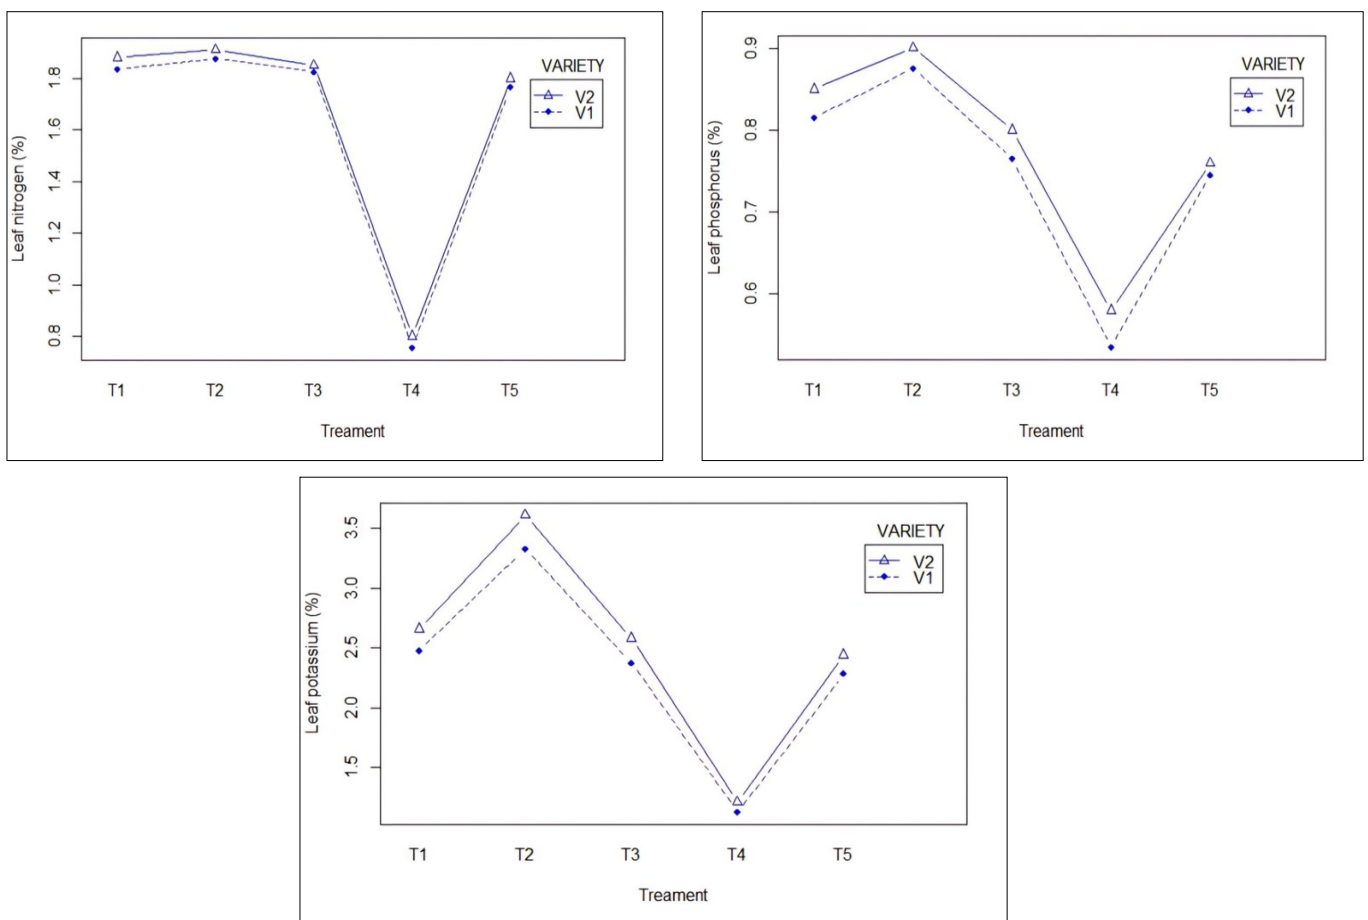 Leaf nitrogen (%)
1.8
1.6
1.4
1.2
1.0
0.8
VARIETY
V2
V1
T1 T2 T3 T4 T5
Treament
Leaf phosphorus (%)
0.9
0.8
0.7
0.6
VARIETY
V2
V1
T1 T2 T3 T4 T5
Treament
Leaf potassium (%)
3.5
3.0
2.5
2.0
1.5
VARIETY
V2
V1
T1 T2 T3 T4 T5
Treament